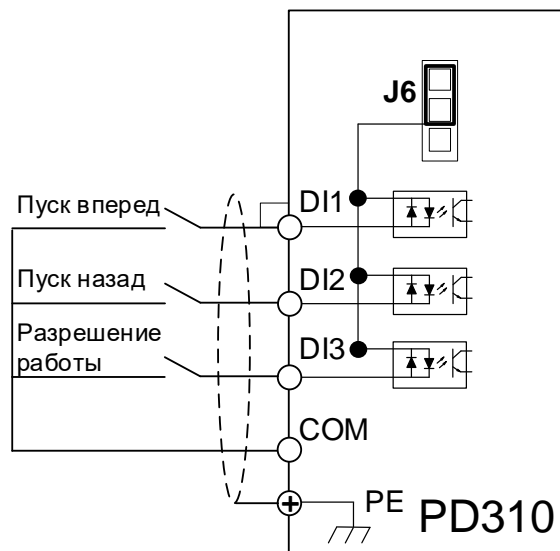 J6
Пуск вперед
DI1
Пуск назад
DI2
Разрешение
работы
DI3
COM
PE
PD310